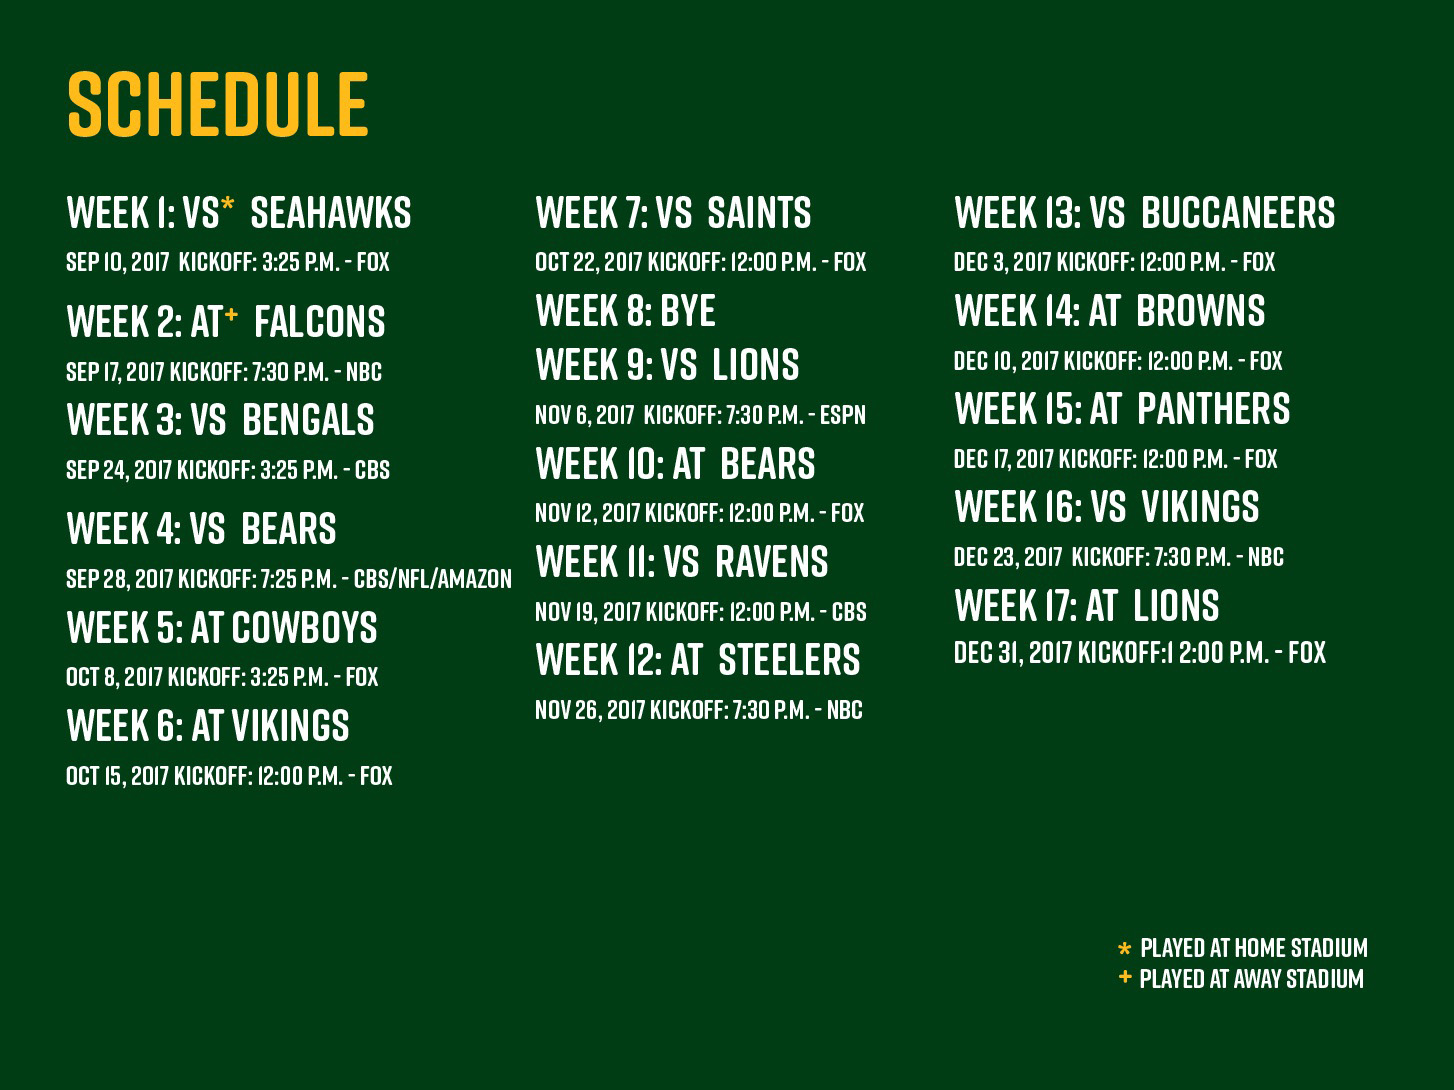 SCHEDULE
WEEK 1: VS* SEAHAWKS
SEP 10, 2017 KICKOFF: 3:25 P.M. - FOX
WEEK 2: AT+ FALCONS
SEP 17, 2017 KICKOFF: 7:30 P.M. - NBC
WEEK 3: VS BENGALS
SEP 24, 2017 KICKOFF: 3:25 P.M. - CBS
WEEK 4: VS BEARS
SEP 28, 2017 KICKOFF: 7:25 P.M. - CBS/NFL/AMAZON
WEEK 5: AT COWBOYS
OCT 8, 2017 KICKOFF: 3:25 P.M. - FOX
WEEK 6: AT VIKINGS
OCT 15, 2017 KICKOFF: 12:00 P.M. - FOX
WEEK 7: VS SAINTS
OCT 22, 2017 KICKOFF: 12:00 P.M. - FOX
WEEK 8: BYE
WEEK 9: VS LIONS
NOV 6, 2017 KICKOFF: 7:30 P.M. - ESPN
WEEK 10: AT BEARS
NOV 12, 2017 KICKOFF: 12:00 P.M. - FOX
WEEK 11: VS RAVENS
NOV 19, 2017 KICKOFF: 12:00 P.M. - CBS
WEEK 12: AT STEELERS
NOV 26, 2017 KICKOFF: 7:30 P.M. - NBC
WEEK 13: VS BUCCANEERS
DEC 3, 2017 KICKOFF: 12:00 P.M. - FOX
WEEK 14: AT BROWNS
DEC 10, 2017 KICKOFF: 12:00 P.M. - FOX
WEEK 15: AT PANTHERS
DEC 17, 2017 KICKOFF: 12:00 P.M. - FOX
WEEK 16: VS VIKINGS
DEC 23, 2017 KICKOFF: 7:30 P.M. - NBC
WEEK 17: AT LIONS
DEC 31, 2017 KICKOFF:1 2:00 P.M. - FOX
* PLAYED AT HOME STADIUM
+ PLAYED AT AWAY STADIUM